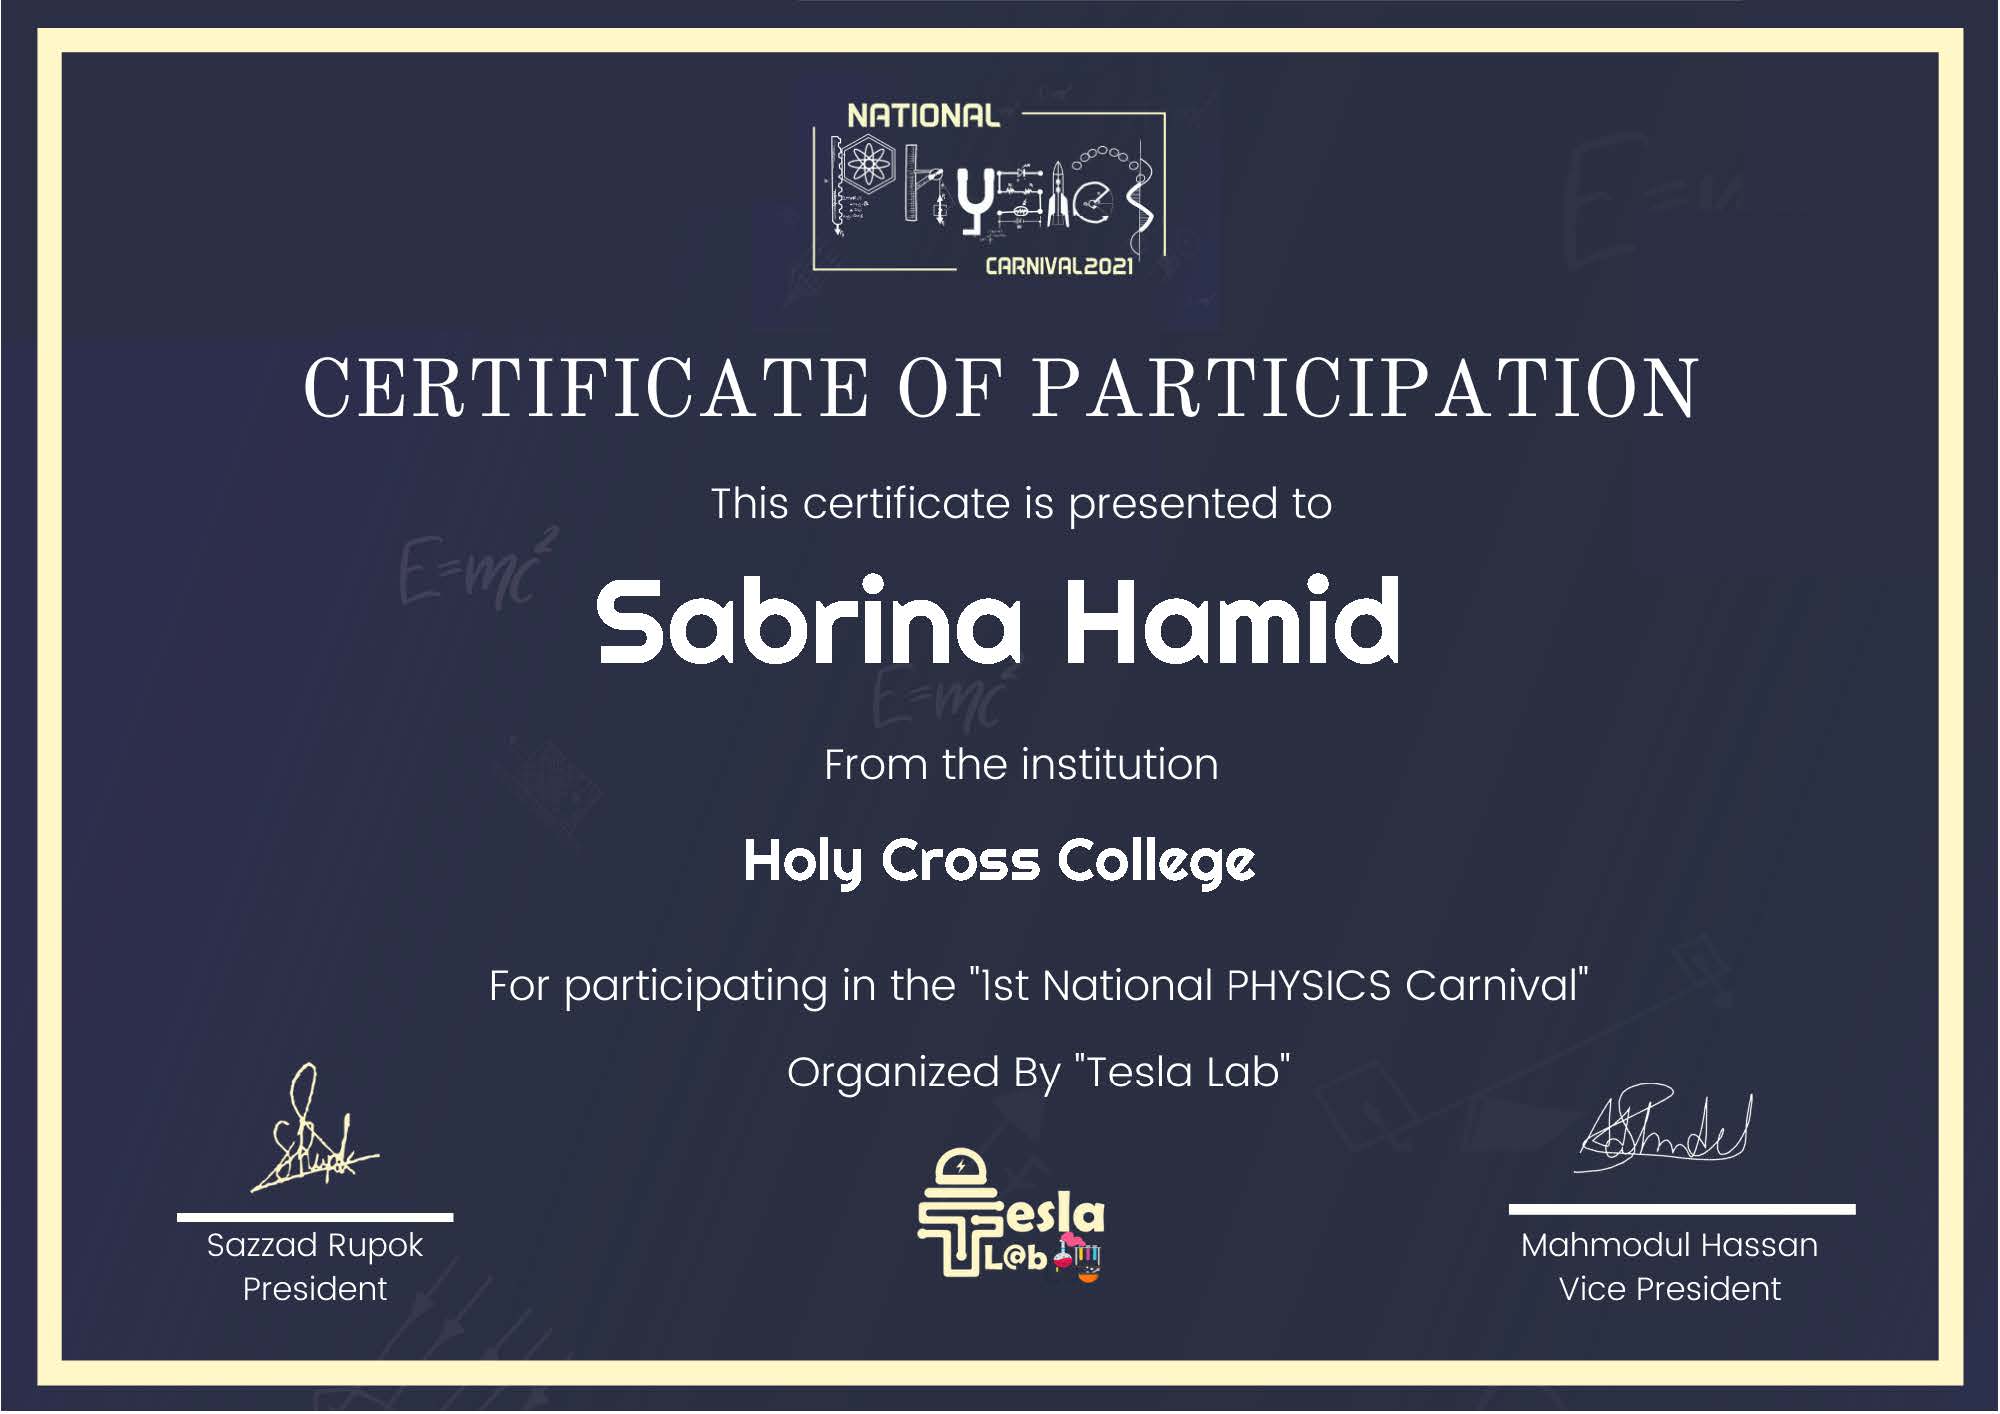 NATIONAL
Physics
CARNIVAL2021
E=m
CERTIFICATE OF PARTICIPATION
This certificate is presented to
E=mc²
Sabrina Hamid
E=mc²
From the institution
Holy Cross College
For participating in the "1st National PHYSICS Carnival"
Organized By "Tesla Lab"
Tesla
L@b
Sazzad Rupok
President
Mahmodul Hassan
Vice President